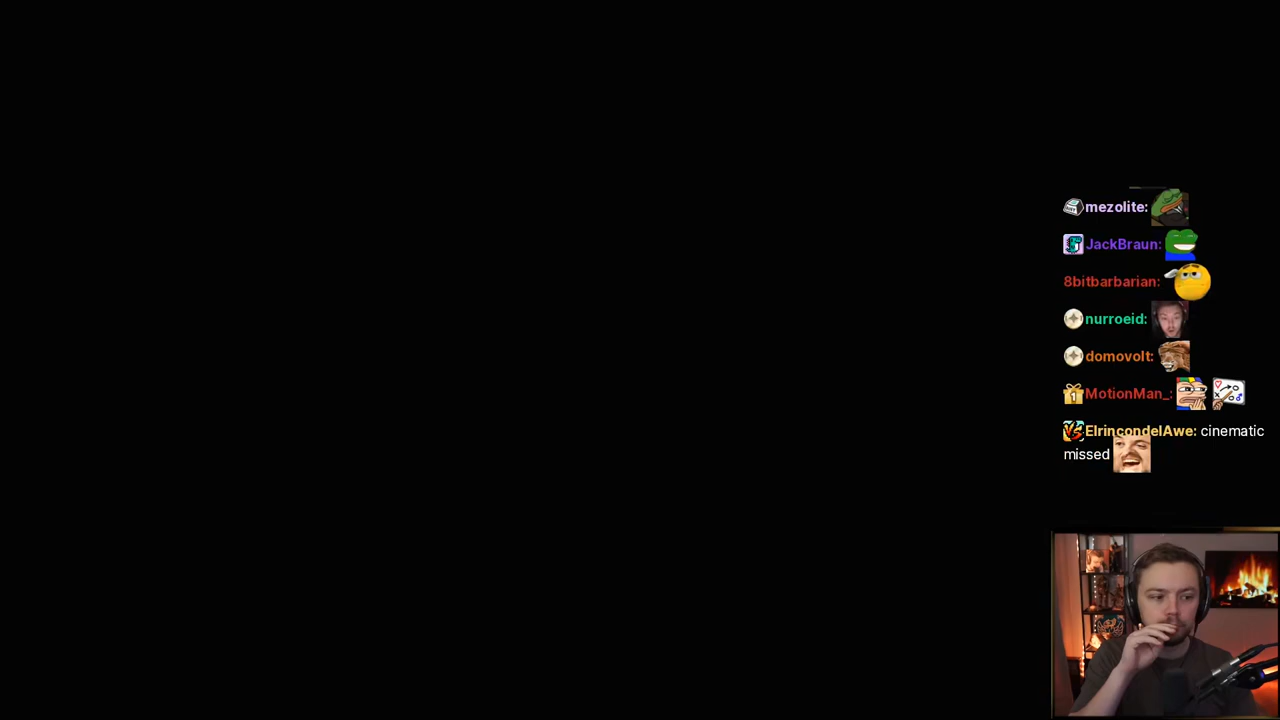 mezolite:
JackBraun:
8bitbarbarian:
nurroeid:
domovolt:
MotionMan_:
ElrincondelAwe: cinematic
missed